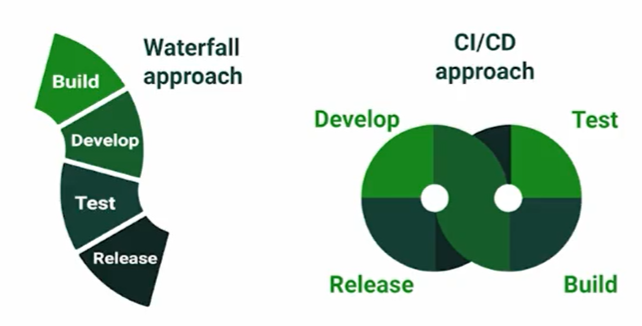 Waterfall
approach
Build
Develop
Test
Release
CI/CD
approach
Develop
Test
Release
Build